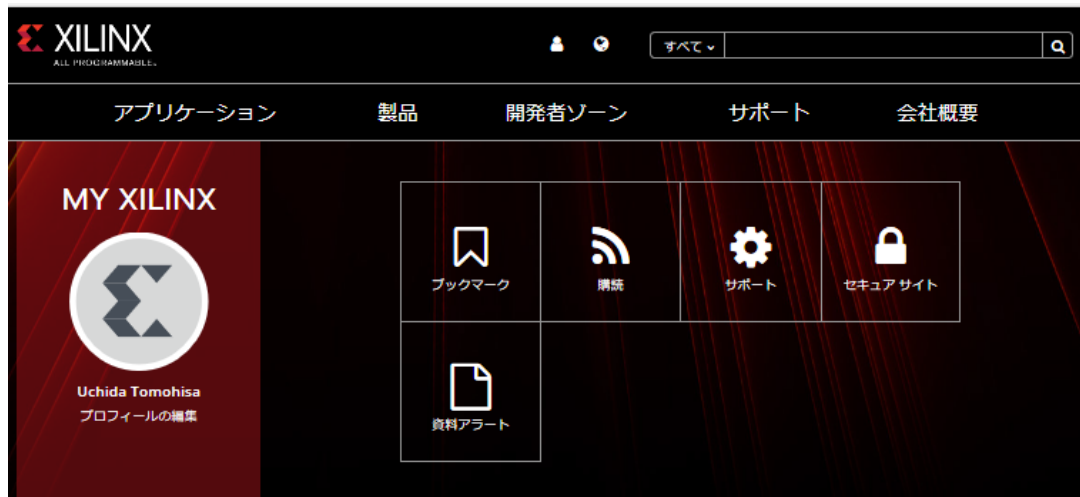 XILINX
ALL PROGRAMMABLE.
すべて
アプリケーション 製品 開発者ゾーン サポート 会社概要
MY XILINX
Uchida Tomohisa
プロフィールの編集
ブックマーク 購読 サポート セキュア サイト
資料アラート